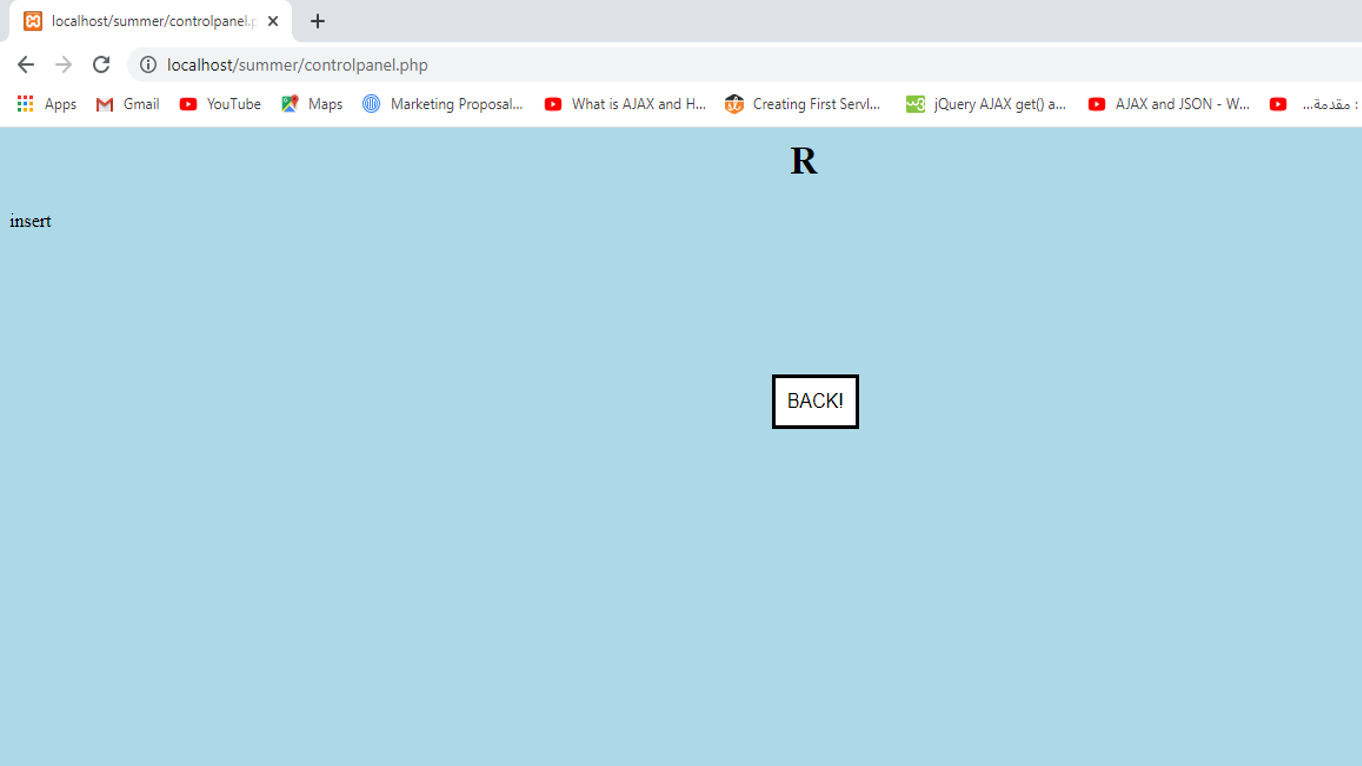 localhost/summer/controlpanel.p
localhost/summer/controlpanel.php
Apps Gmail YouTube Maps Marketing Proposal... What is AJAX and H... Creating First Servl... jQuery AJAX get() a... AJAX and JSON - W... ...مقدمة :
R
insert
BACK!